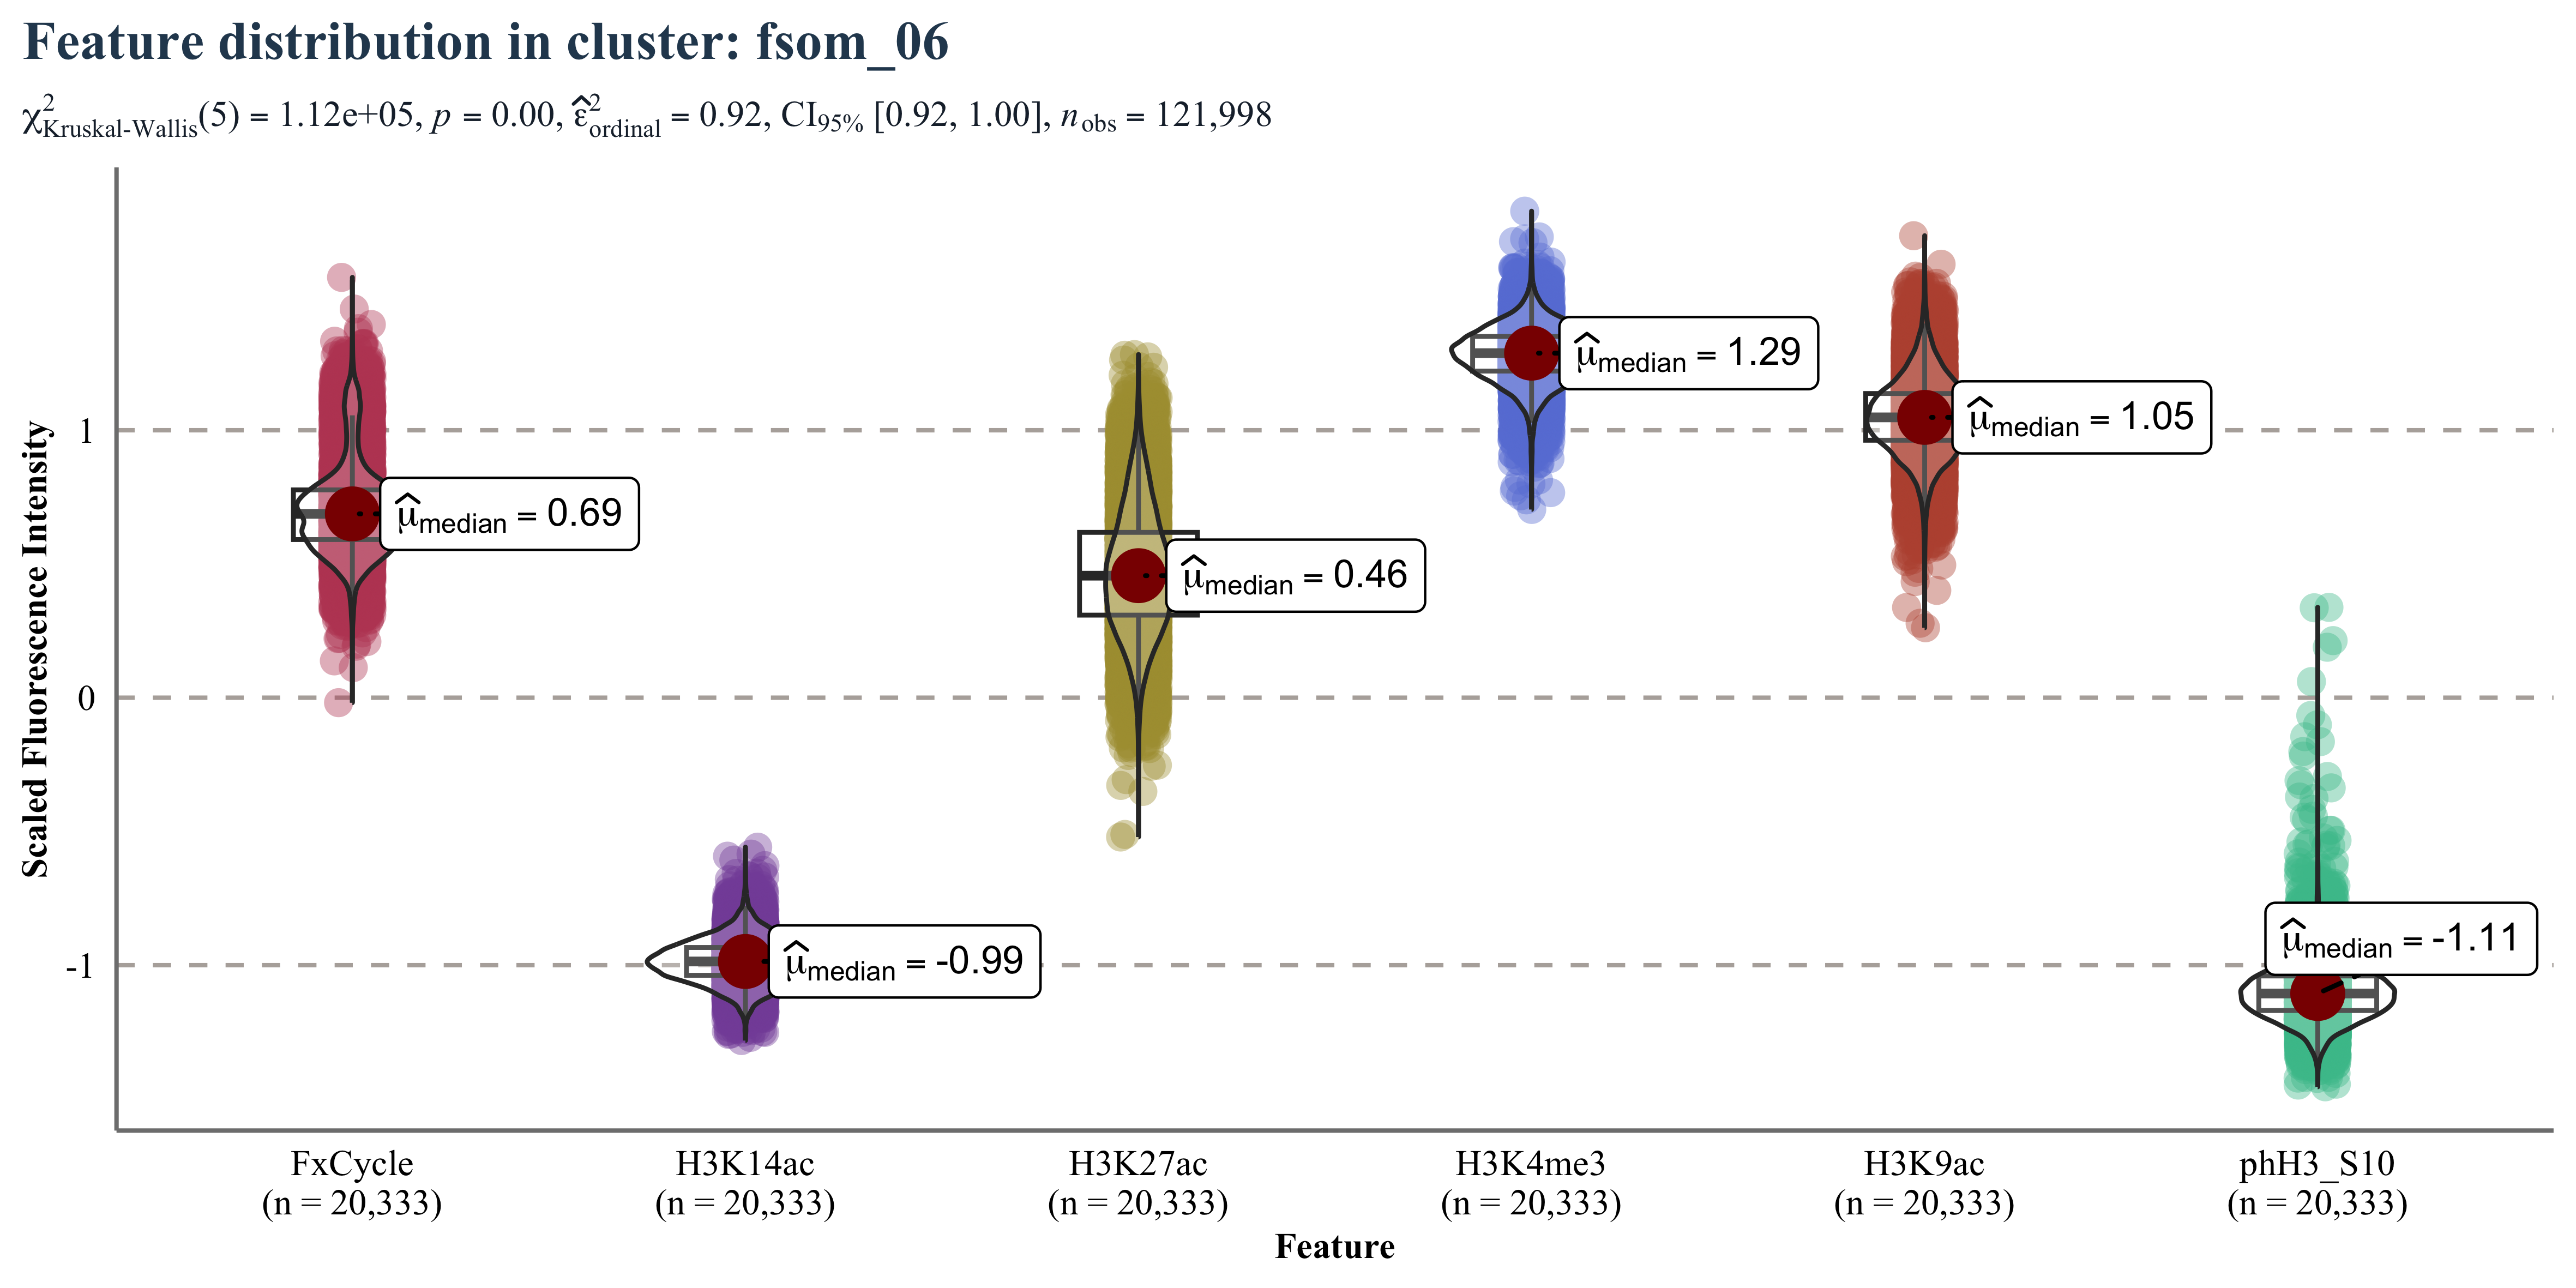 Feature distribution in cluster: fsom_06
χ²Kruskal-Wallis(5) = 1.12e+05, p = 0.00, ε̂²ordinal = 0.92, CI95% [0.92, 1.00], nobs = 121,998
Scaled Fluorescence Intensity
1
0
-1
μ̂median = 0.69
μ̂median = -0.99
μ̂median = 0.46
μ̂median = 1.29
μ̂median = 1.05
μ̂median = -1.11
FxCycle
(n = 20,333)
H3K14ac
(n = 20,333)
H3K27ac
(n = 20,333)
H3K4me3
(n = 20,333)
H3K9ac
(n = 20,333)
phH3_S10
(n = 20,333)
Feature